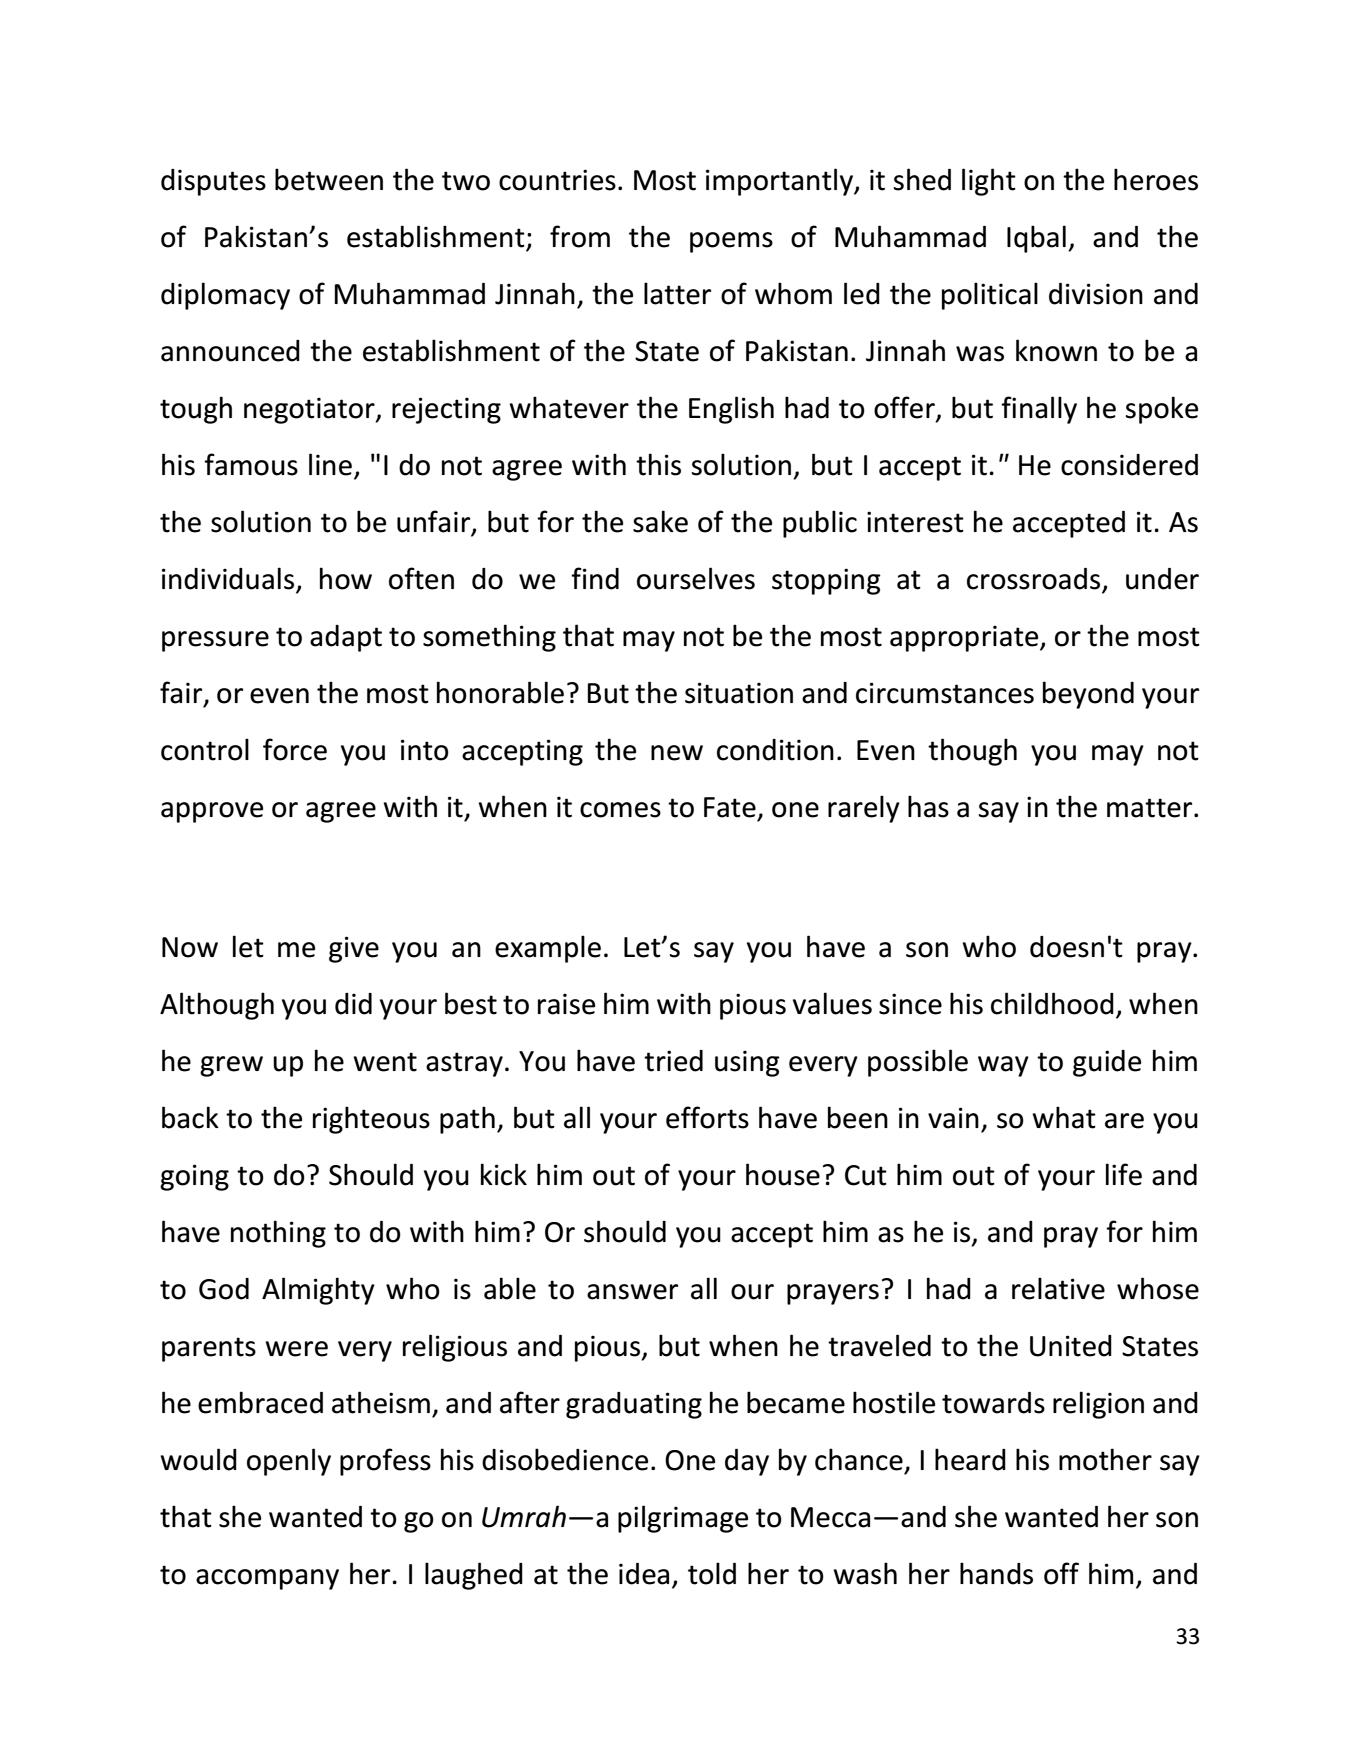 disputes between the two countries. Most importantly, it shed light on the heroes
of Pakistan’s establishment; from the poems of Muhammad Iqbal, and the
diplomacy of Muhammad Jinnah, the latter of whom led the political division and
announced the establishment of the State of Pakistan. Jinnah was known to be a
tough negotiator, rejecting whatever the English had to offer, but finally he spoke
his famous line, "I do not agree with this solution, but I accept it.” He considered
the solution to be unfair, but for the sake of the public interest he accepted it. As
individuals, how often do we find ourselves stopping at a crossroads, under
pressure to adapt to something that may not be the most appropriate, or the most
fair, or even the most honorable? But the situation and circumstances beyond your
control force you into accepting the new condition. Even though you may not
approve or agree with it, when it comes to Fate, one rarely has a say in the matter.
Now let me give you an example. Let’s say you have a son who doesn't pray.
Although you did your best to raise him with pious values since his childhood, when
he grew up he went astray. You have tried using every possible way to guide him
back to the righteous path, but all your efforts have been in vain, so what are you
going to do? Should you kick him out of your house? Cut him out of your life and
have nothing to do with him? Or should you accept him as he is, and pray for him
to God Almighty who is able to answer all our prayers? I had a relative whose
parents were very religious and pious, but when he traveled to the United States
he embraced atheism, and after graduating he became hostile towards religion and
would openly profess his disobedience. One day by chance, I heard his mother say
that she wanted to go on Umrah—a pilgrimage to Mecca—and she wanted her son
to accompany her. I laughed at the idea, told her to wash her hands off him, and
33